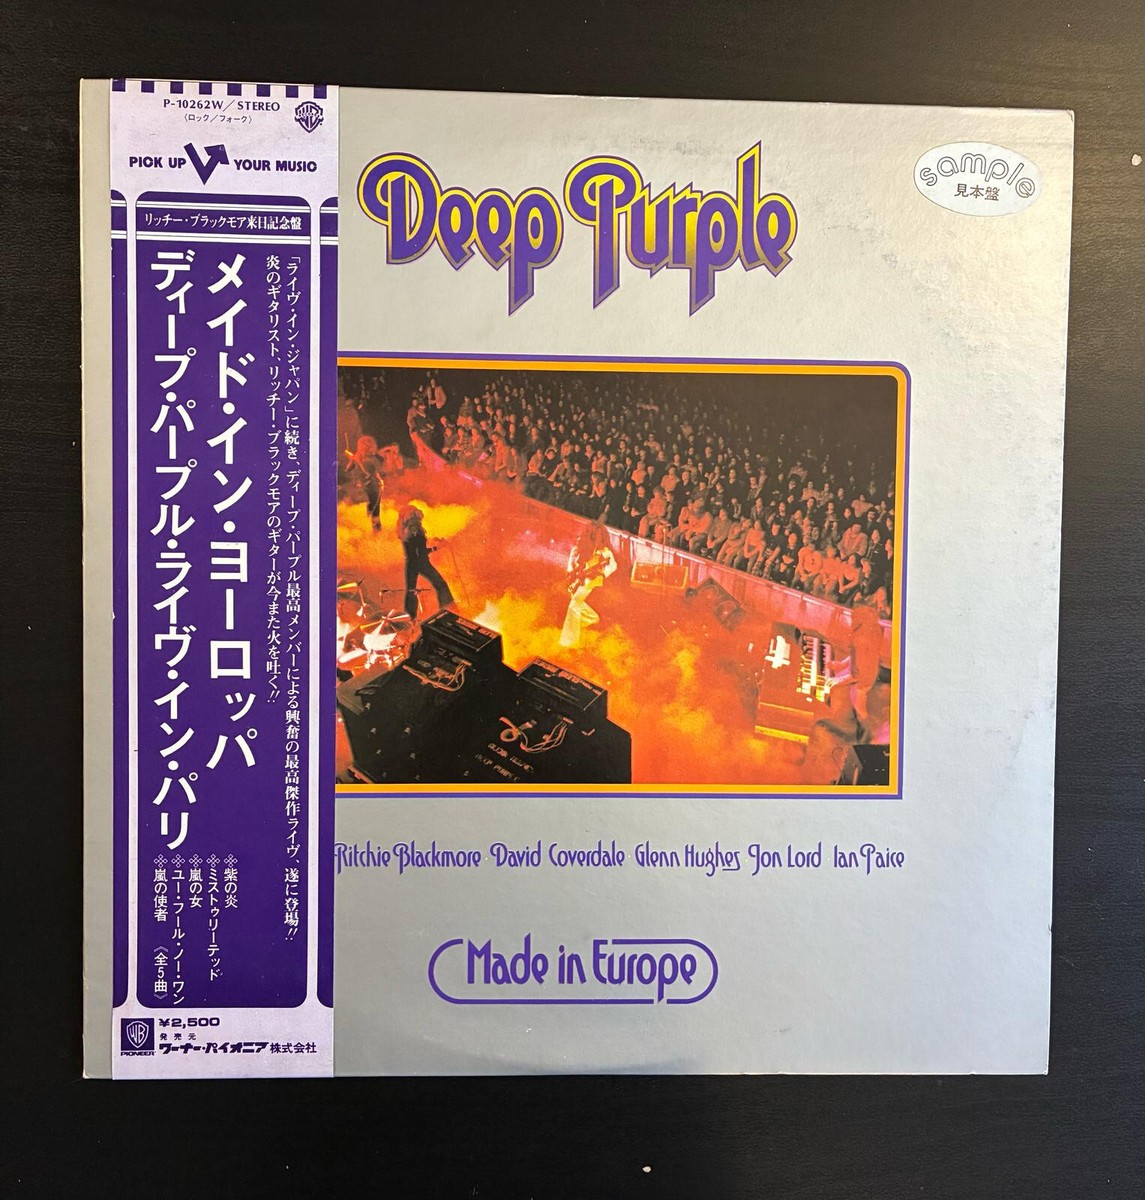 P-10262W/STEREO
〈ロック/フォーク〉
PICK UP YOUR MUSIC
リッチー・ブラックモア来日記念盤
「ライヴ・イン・ジャパン」に続き、ディープ・パープル最高メンバーによる興奮の最高傑作ライヴ、遂に登場!!
炎のギタリスト、リッチー・ブラックモアのギターが今また火を吐く!!
メイド・イン・ヨーロッパ
ディープ・パープル・ライヴ・イン・パリ
紫の炎
ミストゥリーテッド
嵐の女
ユー・フール・ノー・ワン
嵐の使者
《全5曲》
WB
PIONEER
¥2,500
発売元
ワーナー・パイオニア株式会社
Deep Purple
sample
見本盤
DEEP PURPLE
Ritchie Blackmore · David Coverdale · Glenn Hughes · Jon Lord · Ian Paice
Made in Europe